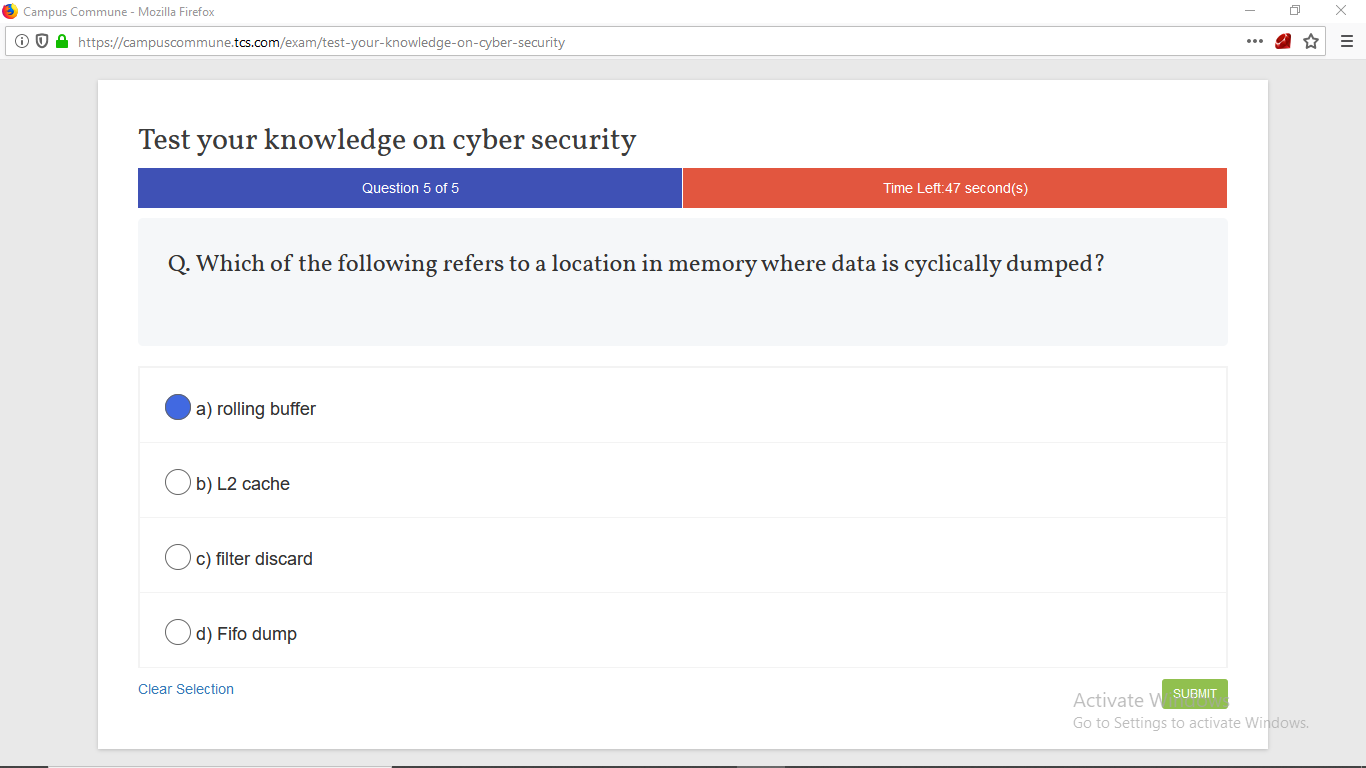 Campus Commune - Mozilla Firefox
https://campuscommune.tcs.com/exam/test-your-knowledge-on-cyber-security
Test your knowledge on cyber security
Question 5 of 5
Time Left:47 second(s)
Q. Which of the following refers to a location in memory where data is cyclically dumped?
a) rolling buffer
b) L2 cache
c) filter discard
d) Fifo dump
Clear Selection
SUBMIT
Activate
Go to Settings to activate Windows.